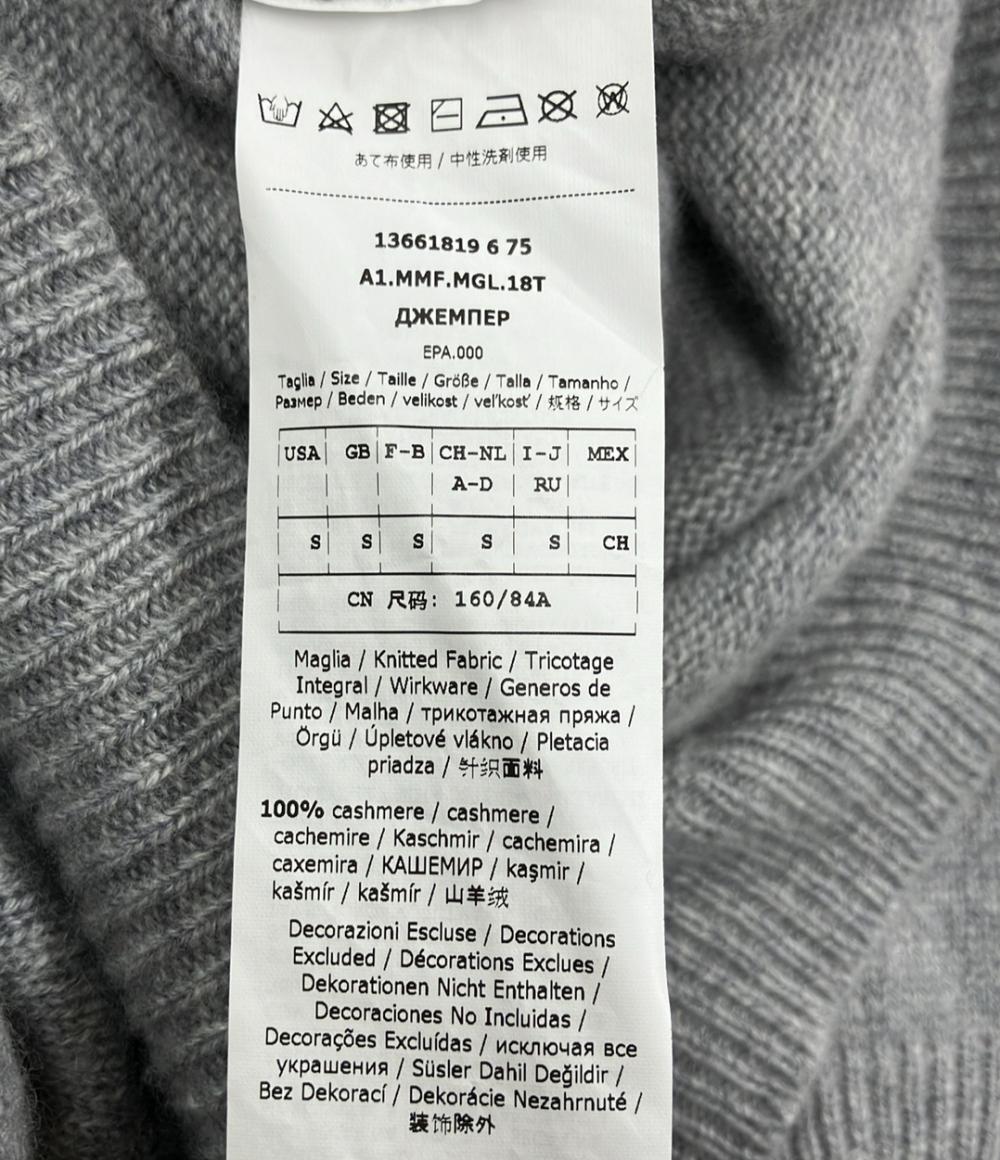 あて布使用 / 中性洗剤使用
13661819 6 75
A1.MMF.MGL.18T
ДЖЕМПЕР
EPA.000
Taglia / Size / Taille / Größe / Talla / Tamanho /
Размер / Beden / velikost / veľkosť / 规格 / サイズ
USA GB F-B CH-NL I-J MEX
A-D RU
S S S S S CH
CN 尺码: 160/84A
Maglia / Knitted Fabric / Tricotage
Integral / Wirkware / Generos de
Punto / Malha / трикотажная пряжа /
Örgü / Úpletové vlákno / Pletacia
priadza / 针织面料
100% cashmere / cashmere /
cachemire / Kaschmir / cachemira /
caxemira / КАШЕМИР / kaşmir /
kašmír / kašmír / 山羊绒
Decorazioni Escluse / Decorations
Excluded / Décorations Exclues /
Dekorationen Nicht Enthalten /
Decoraciones No Incluidas /
Decorações Excluídas / исключая все
украшения / Süsler Dahil Değildir /
Bez Dekorací / Dekorácie Nezahrnuté /
装饰除外